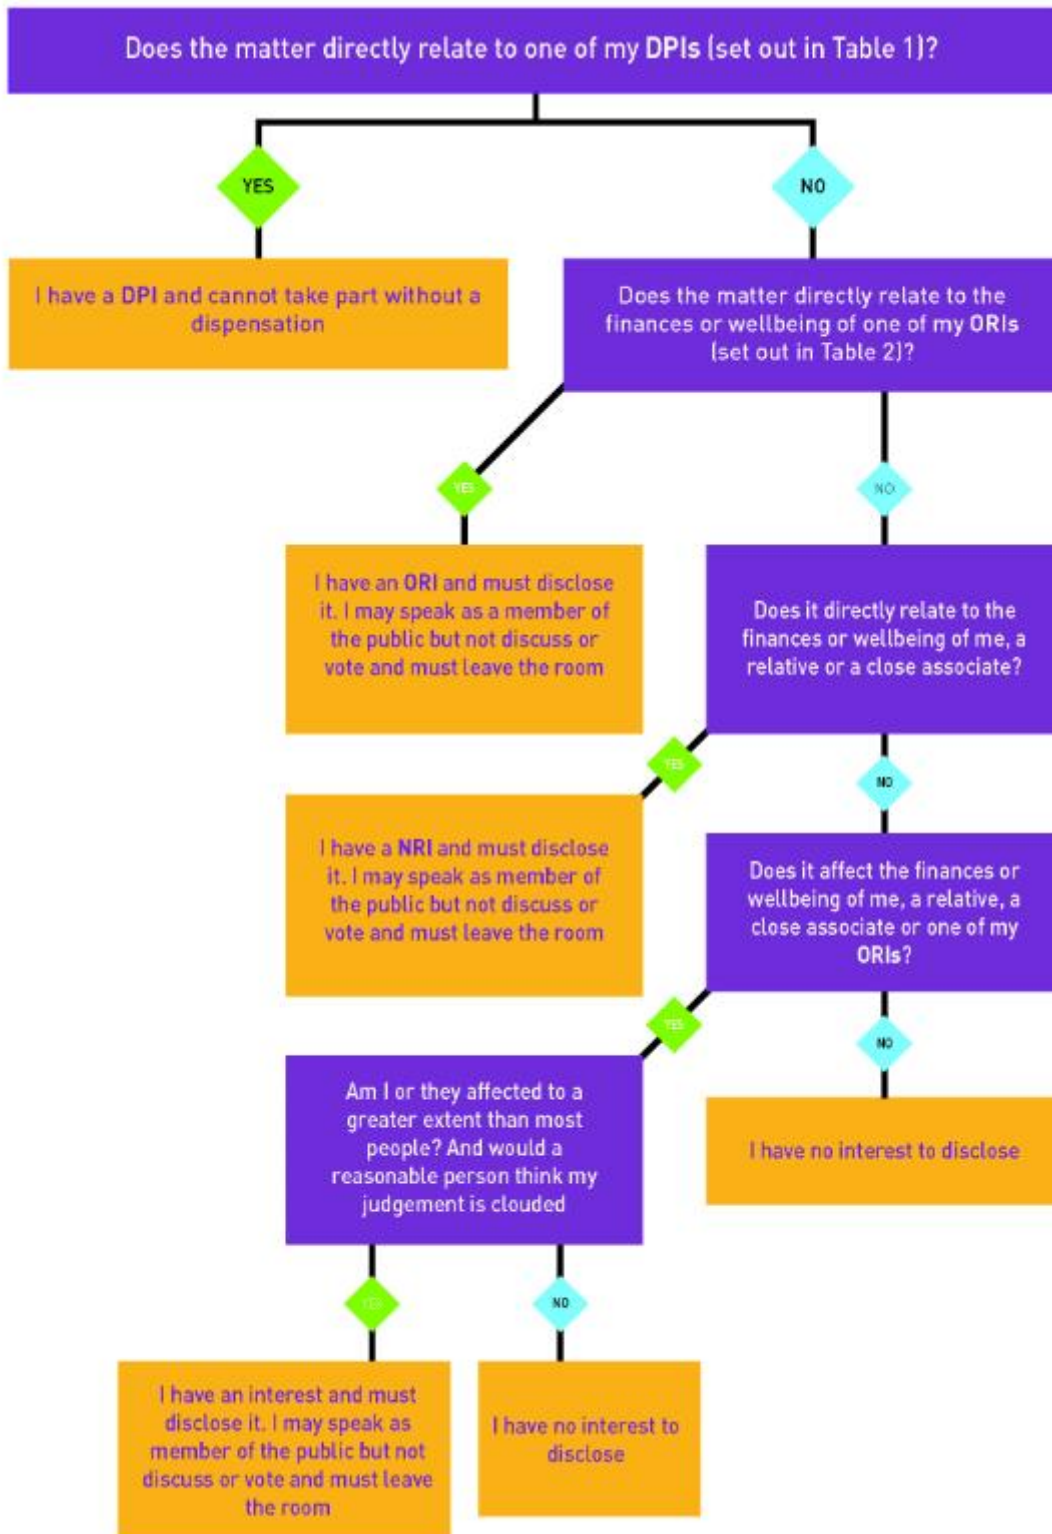 Does the matter directly relate to one of my DPIs (set out in Table 1)?
YES
NO
I have a DPI and cannot take part without a
dispensation
Does the matter directly relate to the
finances or wellbeing of one of my ORIs
(set out in Table 2)?
YES
NO
I have an ORI and must disclose
it. I may speak as a member of
the public but not discuss or
vote and must leave the room
Does it directly relate to the
finances or wellbeing of me, a
relative or a close associate?
YES
NO
I have a NRI and must disclose
it. I may speak as member of
the public but not discuss or
vote and must leave the room
Does it affect the finances or
wellbeing of me, a relative, a
close associate or one of my
ORIs?
YES
NO
Am I or they affected to a
greater extent than most
people? And would a
reasonable person think my
judgement is clouded
I have no interest to disclose
YES
NO
I have an interest and must
disclose it. I may speak as
member of the public but not
discuss or vote and must leave
the room
I have no interest to
disclose